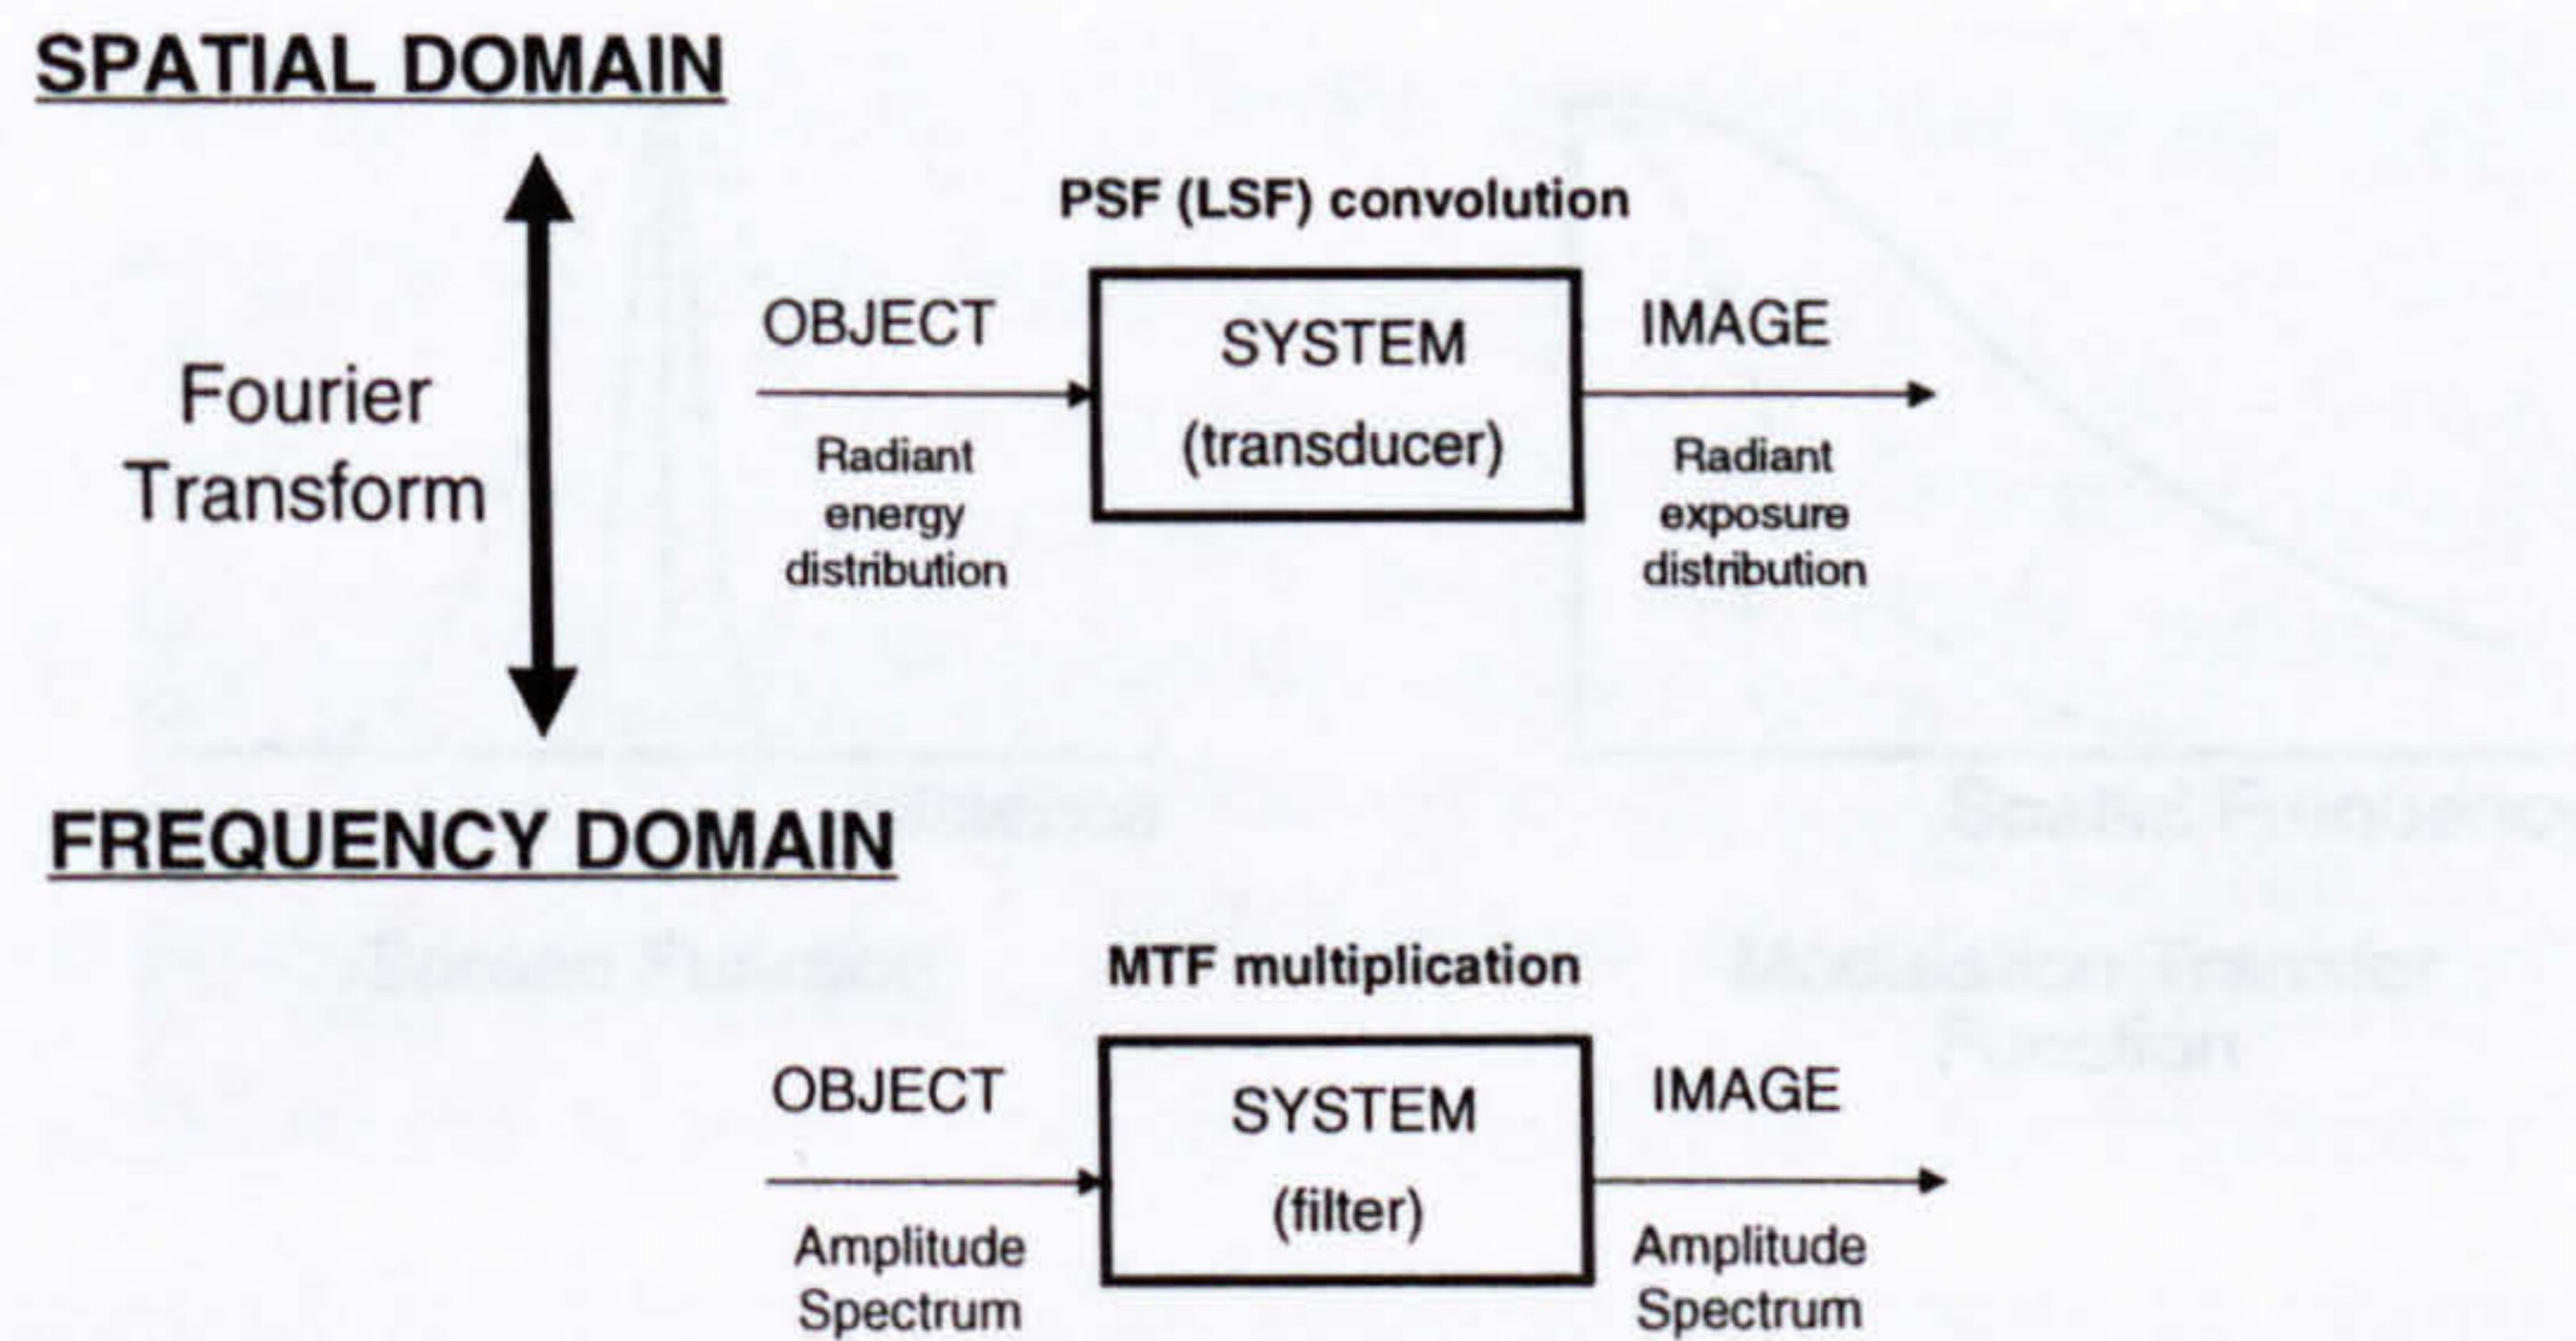 SPATIAL DOMAIN
Fourier
Transform
PSF (LSF) convolution
OBJECT
SYSTEM
(transducer)
IMAGE
Radiant
energy
distribution
Radiant
exposure
distribution
FREQUENCY DOMAIN
MTF multiplication
OBJECT
SYSTEM
(filter)
IMAGE
Amplitude
Spectrum
Amplitude
Spectrum